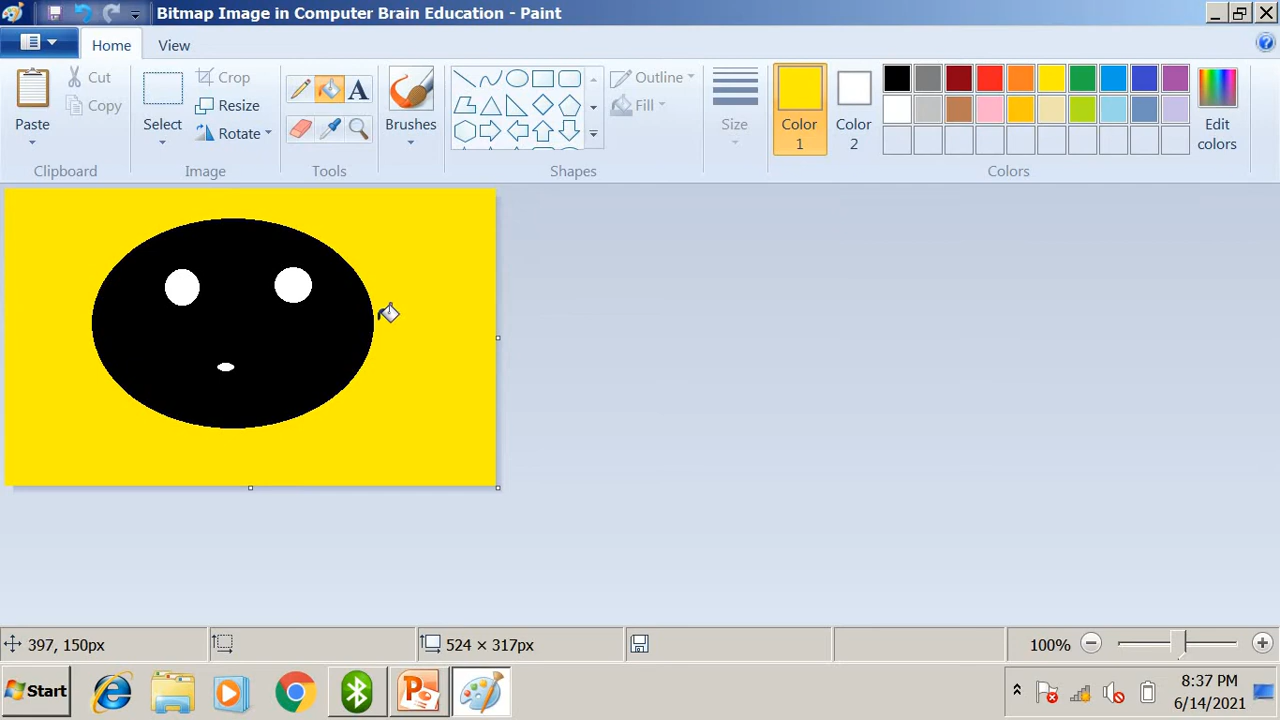 Bitmap Image in Computer Brain Education - Paint
Home View
Paste
Cut
Copy
Clipboard
Select
Crop
Resize
Rotate
Image
A
Tools
Brushes
Outline
Fill
Shapes
Size
Color
1
Color
2
Edit
colors
Colors
397, 150px
524 × 317px
100%
Start
8:37 PM
6/14/2021